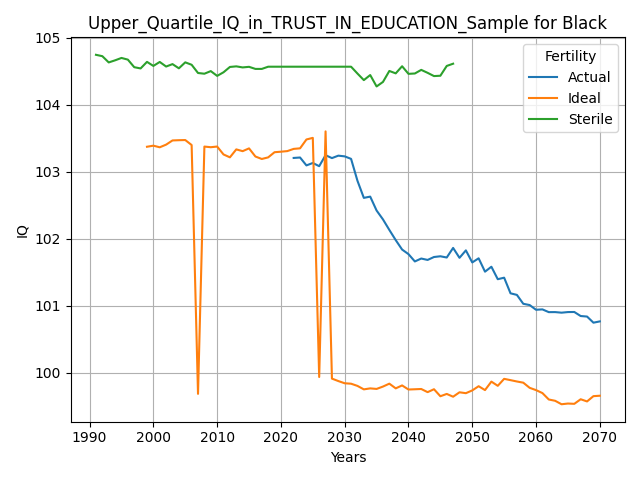 Upper_Quartile_IQ_in_TRUST_IN_EDUCATION_Sample for Black
105
104
103
102
101
100
IQ
Fertility
Actual
Ideal
Sterile
1990 2000 2010 2020 2030 2040 2050 2060 2070
Years